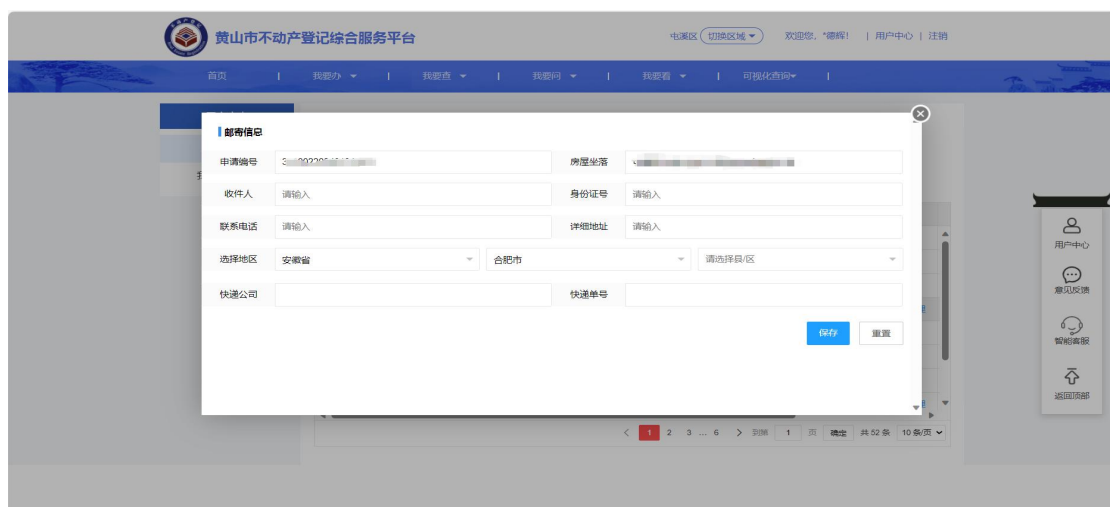 黄山市不动产登记综合服务平台
屯溪区 切换区域 欢迎您, *德辉! | 用户中心 | 注销
首页 | 我要办 | 我要查 | 我要问 | 我要看 | 可视化查询 |
邮寄信息
申请编号 房屋坐落
收件人 请输入 身份证号 请输入
联系电话 请输入 详细地址 请输入
选择地区 安徽省 合肥市 请选择县/区
快递公司 快递单号
保存 重置
用户中心
意见反馈
智能客服
返回顶部
< 1 2 3 ... 6 > 到第 1 页 确定 共 52 条 10 条/页